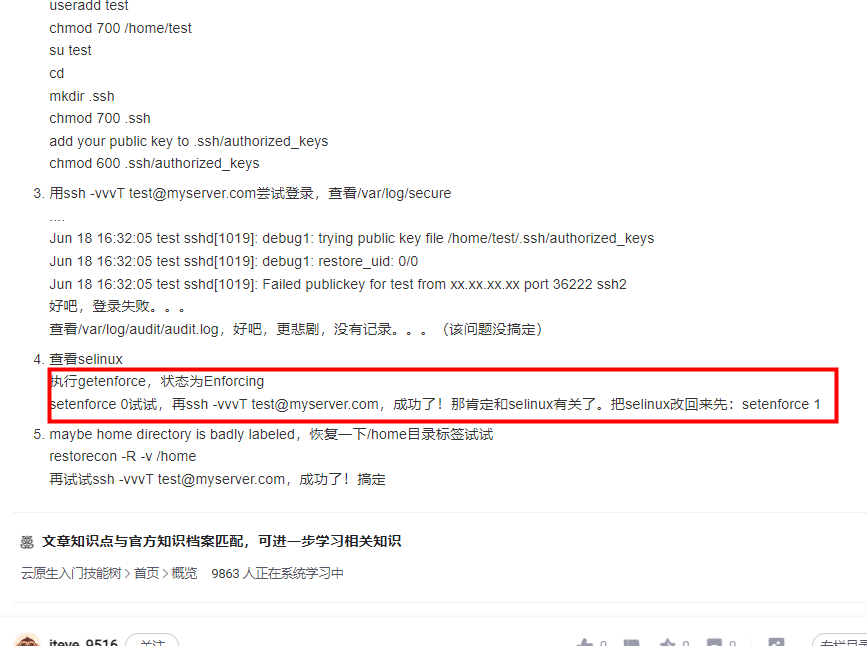 useradd test
chmod 700 /home/test
su test
cd
mkdir .ssh
chmod 700 .ssh
add your public key to .ssh/authorized_keys
chmod 600 .ssh/authorized_keys
3. 用ssh -vvvT test@myserver.com尝试登录，查看/var/log/secure
....
Jun 18 16:32:05 test sshd[1019]: debug1: trying public key file /home/test/.ssh/authorized_keys
Jun 18 16:32:05 test sshd[1019]: debug1: restore_uid: 0/0
Jun 18 16:32:05 test sshd[1019]: Failed publickey for test from xx.xx.xx.xx port 36222 ssh2
好吧，登录失败。。。
查看/var/log/audit/audit.log，好吧，更悲剧，没有记录。。。（该问题没搞定）
4. 查看selinux
执行getenforce，状态为Enforcing
setenforce 0试试，再ssh -vvvT test@myserver.com，成功了！那肯定和selinux有关了。把selinux改回来先：setenforce 1
5. maybe home directory is badly labeled，恢复一下/home目录标签试试
restorecon -R -v /home
再试试ssh -vvvT test@myserver.com，成功了！搞定
文章知识点与官方知识档案匹配，可进一步学习相关知识
云原生入门技能树>首页>概览 9863 人正在系统学习中
iteye_9516 关注 0 0 0 专栏目录